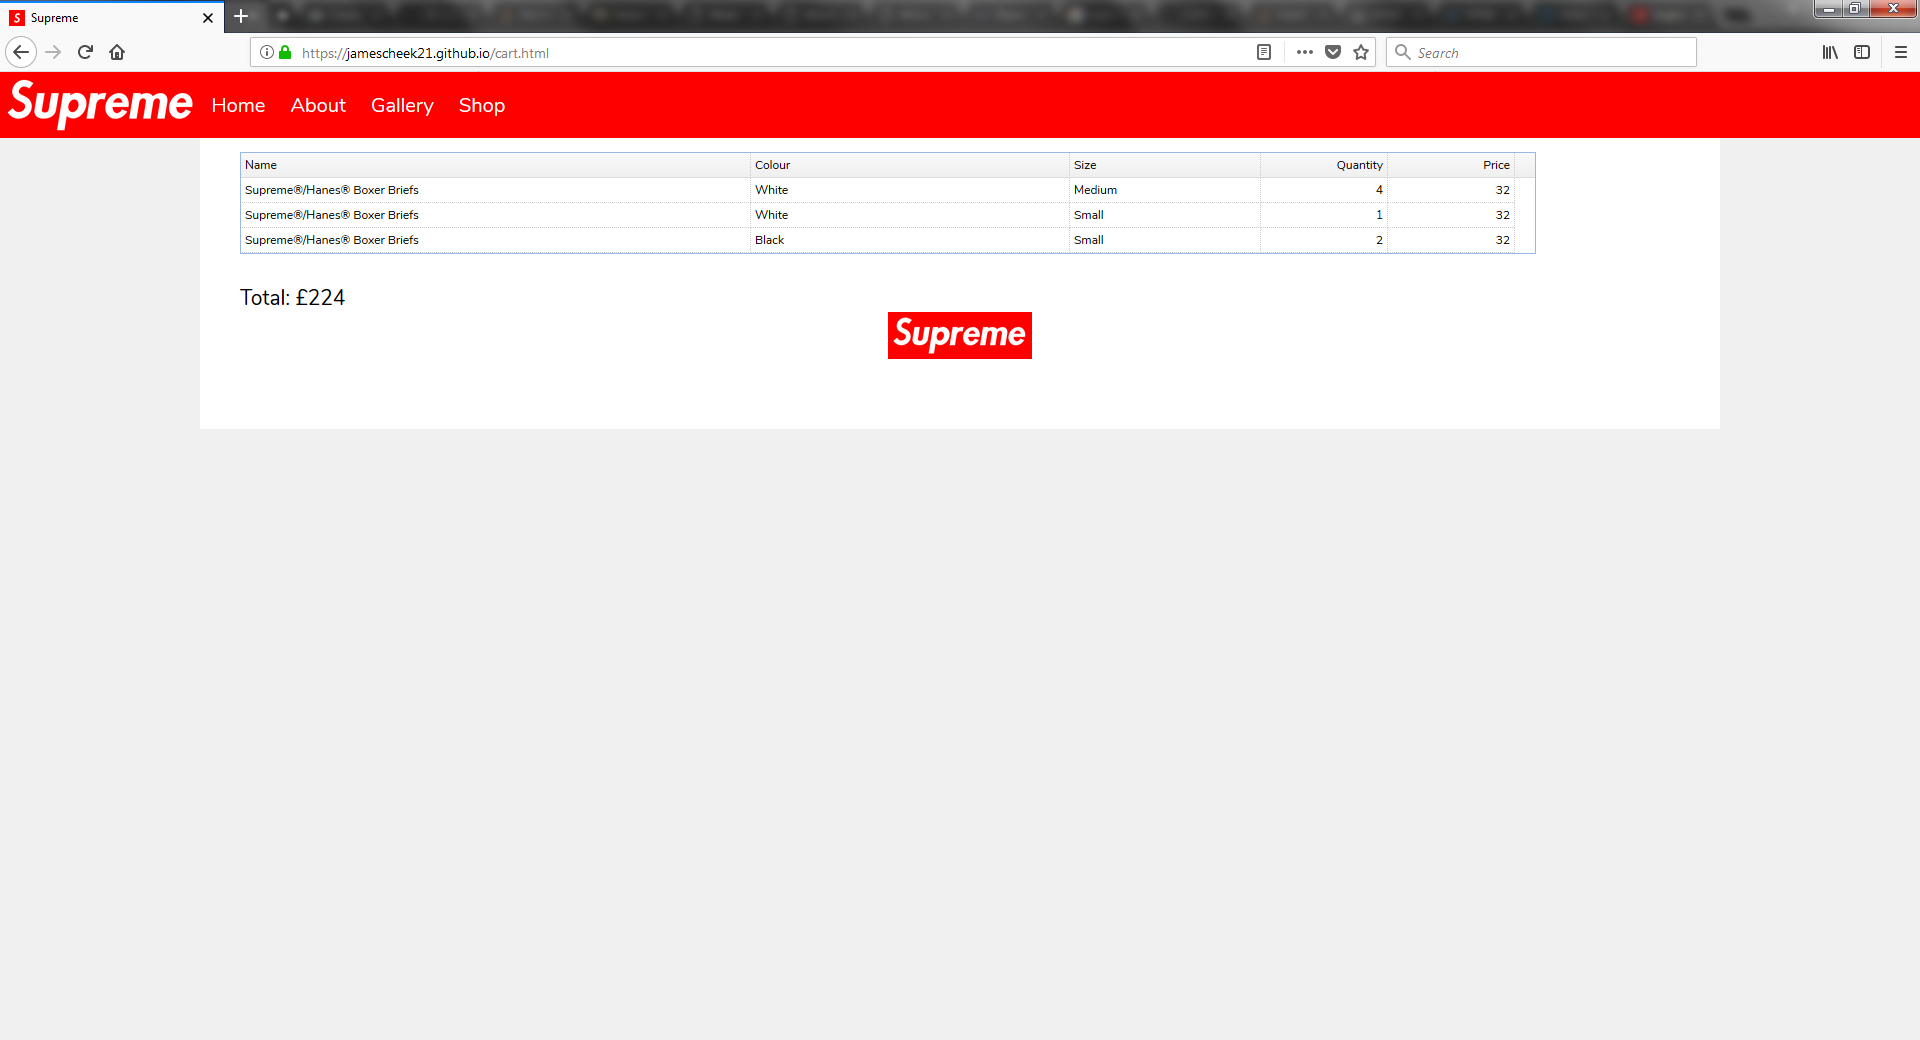 Supreme
https://jamescheek21.github.io/cart.html
Search
Supreme Home About Gallery Shop
Name Colour Size Quantity Price
Supreme®/Hanes® Boxer Briefs White Medium 4 32
Supreme®/Hanes® Boxer Briefs White Small 1 32
Supreme®/Hanes® Boxer Briefs Black Small 2 32
Total: £224
Supreme